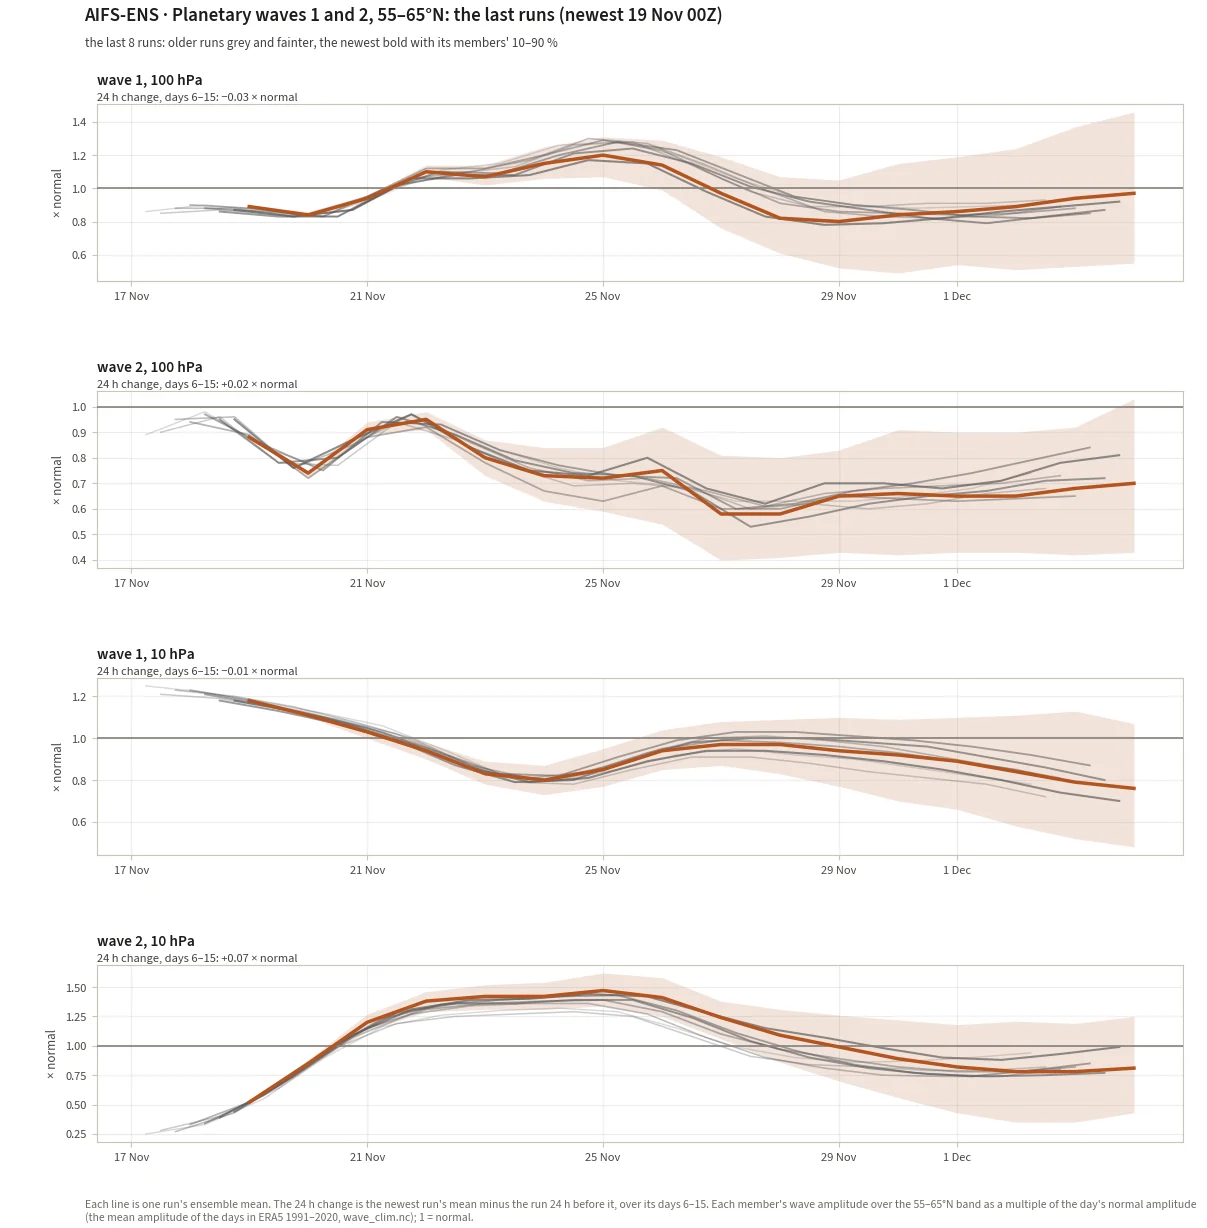 AIFS-ENS · Planetary waves 1 and 2, 55–65°N: the last runs (newest 19 Nov 00Z)
the last 8 runs: older runs grey and fainter, the newest bold with its members' 10–90 %
wave 1, 100 hPa
24 h change, days 6–15: −0.03 × normal
1.4
1.2
1.0
0.8
0.6
× normal
17 Nov 21 Nov 25 Nov 29 Nov 1 Dec
wave 2, 100 hPa
24 h change, days 6–15: +0.02 × normal
1.0
0.9
0.8
0.7
0.6
0.5
0.4
× normal
17 Nov 21 Nov 25 Nov 29 Nov 1 Dec
wave 1, 10 hPa
24 h change, days 6–15: −0.01 × normal
1.2
1.0
0.8
0.6
× normal
17 Nov 21 Nov 25 Nov 29 Nov 1 Dec
wave 2, 10 hPa
24 h change, days 6–15: +0.07 × normal
1.50
1.25
1.00
0.75
0.50
0.25
× normal
17 Nov 21 Nov 25 Nov 29 Nov 1 Dec
Each line is one run's ensemble mean. The 24 h change is the newest run's mean minus the run 24 h before it, over its days 6–15. Each member's wave amplitude over the 55–65°N band as a multiple of the day's normal amplitude
(the mean amplitude of the days in ERA5 1991–2020, wave_clim.nc); 1 = normal.